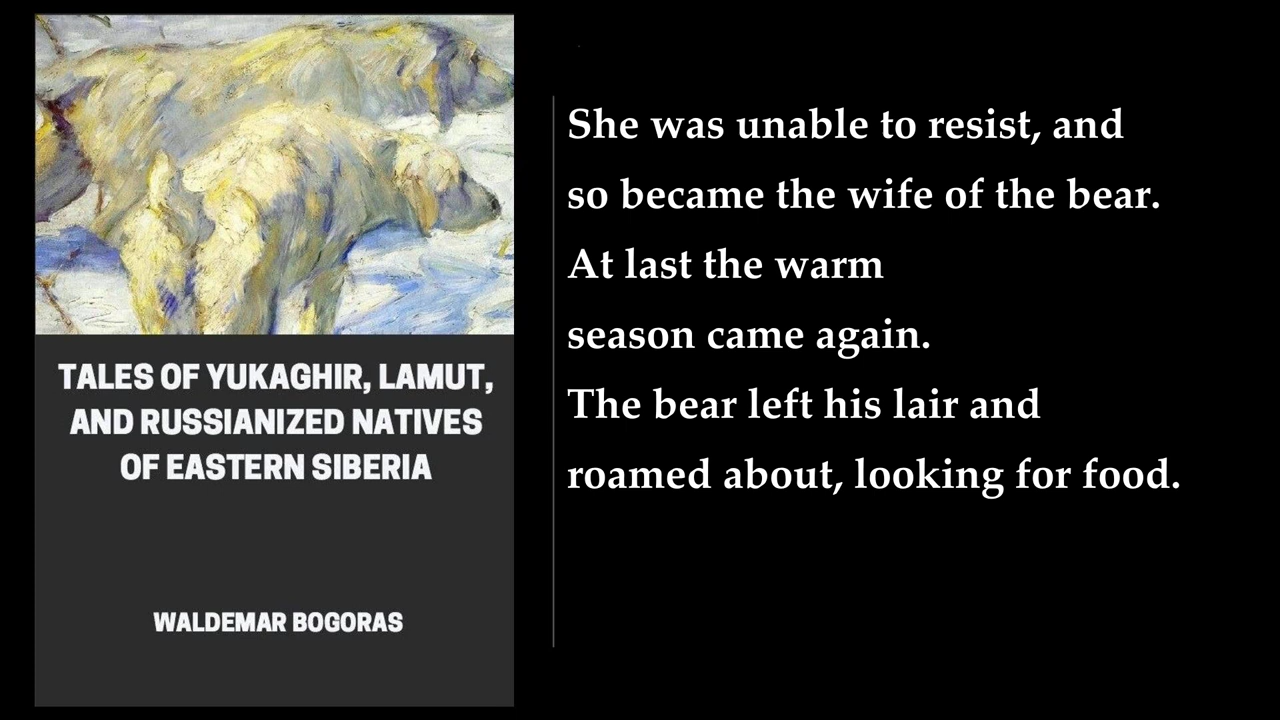 TALES OF YUKAGHIR, LAMUT,
AND RUSSIANIZED NATIVES
OF EASTERN SIBERIA
WALDEMAR BOGORAS
She was unable to resist, and
so became the wife of the bear.
At last the warm
season came again.
The bear left his lair and
roamed about, looking for food.